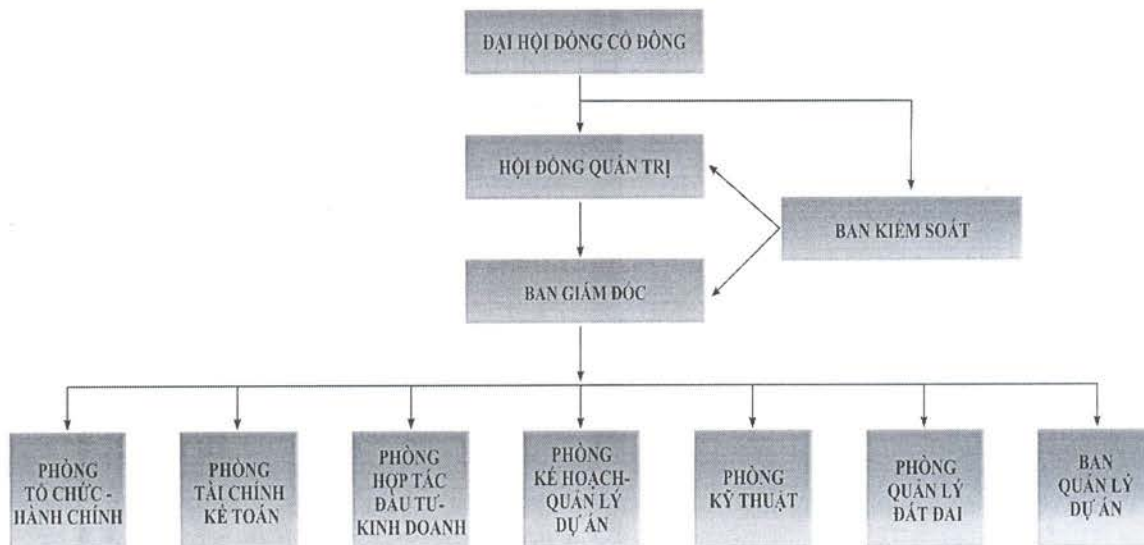 ĐẠI HỘI ĐỒNG CỔ ĐÔNG
HỘI ĐỒNG QUẢN TRỊ
BAN KIỂM SOÁT
BAN GIÁM ĐỐC
PHÒNG
TỔ CHỨC -
HÀNH CHÍNH
PHÒNG
TÀI CHÍNH
KẾ TOÁN
PHÒNG
HỢP TÁC
ĐẦU TƯ-
KINH DOANH
PHÒNG
KẾ HOẠCH-
QUẢN LÝ
DỰ ÁN
PHÒNG
KỸ THUẬT
PHÒNG
QUẢN LÝ
ĐẤT ĐAI
BAN
QUẢN LÝ
DỰ ÁN